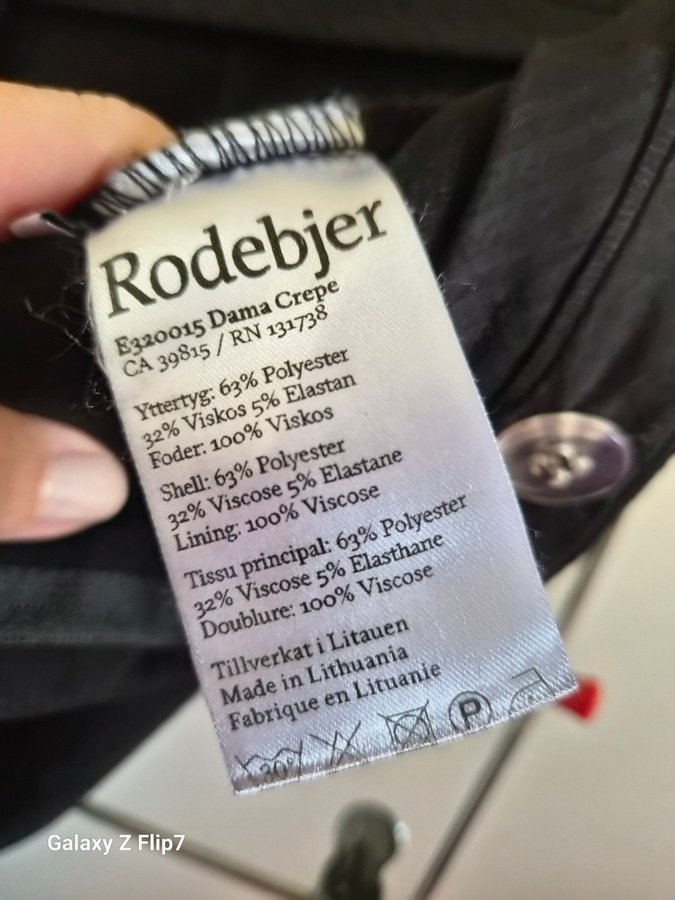 Rodebjer
E320015 Dama Crepe
CA 39815 / RN 131738
Yttertyg: 63% Polyester
32% Viskos 5% Elastan
Foder: 100% Viskos
Shell: 63% Polyester
32% Viscose 5% Elastane
Lining: 100% Viscose
Tissu principal: 63% Polyester
32% Viscose 5% Elasthane
Doublure: 100% Viscose
Tillverkat i Litauen
Made in Lithuania
Fabrique en Lituanie
30° P
Galaxy Z Flip7